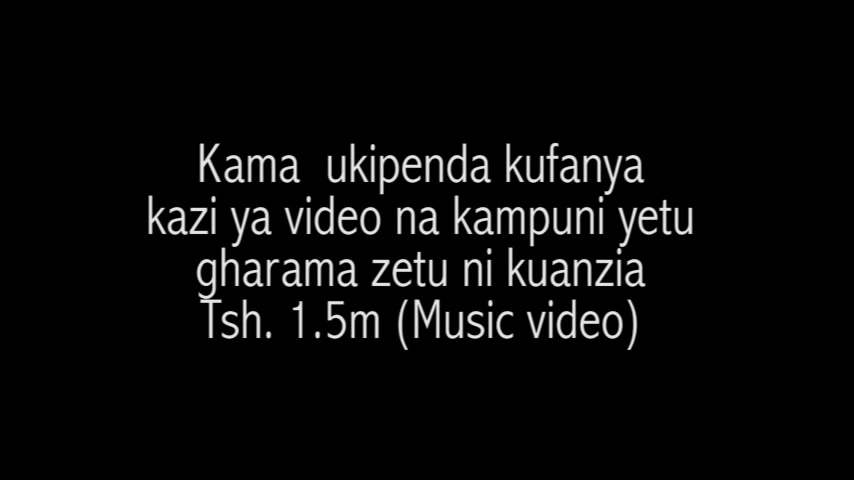 Kama  ukipenda kufanya
kazi ya video na kampuni yetu
gharama zetu ni kuanzia
Tsh. 1.5m (Music video)